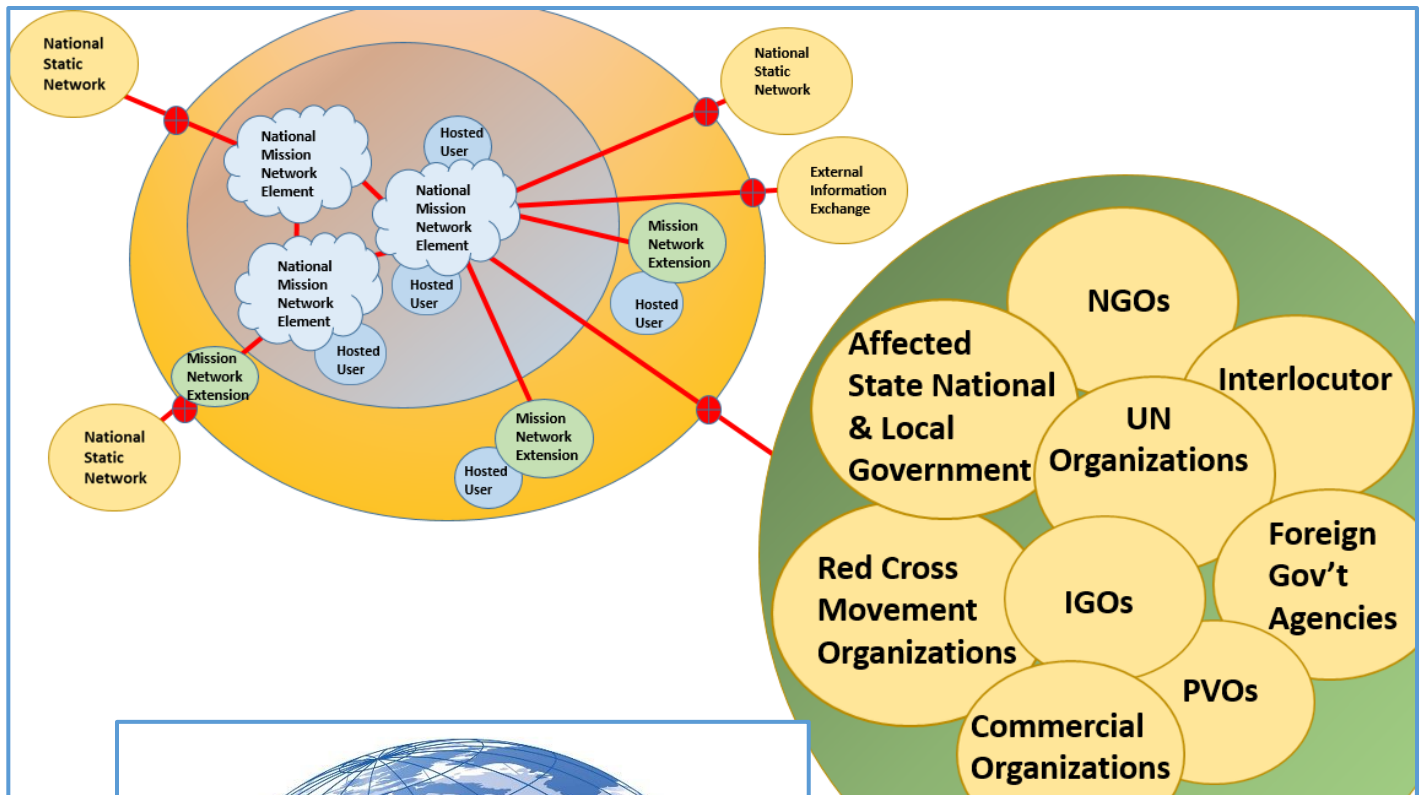 National
Static
Network
National
Static
Network
National
Mission
Network
Element
Hosted
User
National
Mission
Network
Element
External
Information
Exchange
Mission
Network
Extension
National
Mission
Network
Element
Hosted
User
Hosted
User
Hosted
User
Mission
Network
Extension
National
Static
Network
Mission
Network
Extension
Hosted
User
NGOs
Affected
State National
& Local
Government
Interlocutor
UN
Organizations
Foreign
Gov’t
Agencies
Red Cross
Movement
Organizations
IGOs
PVOs
Commercial
Organizations